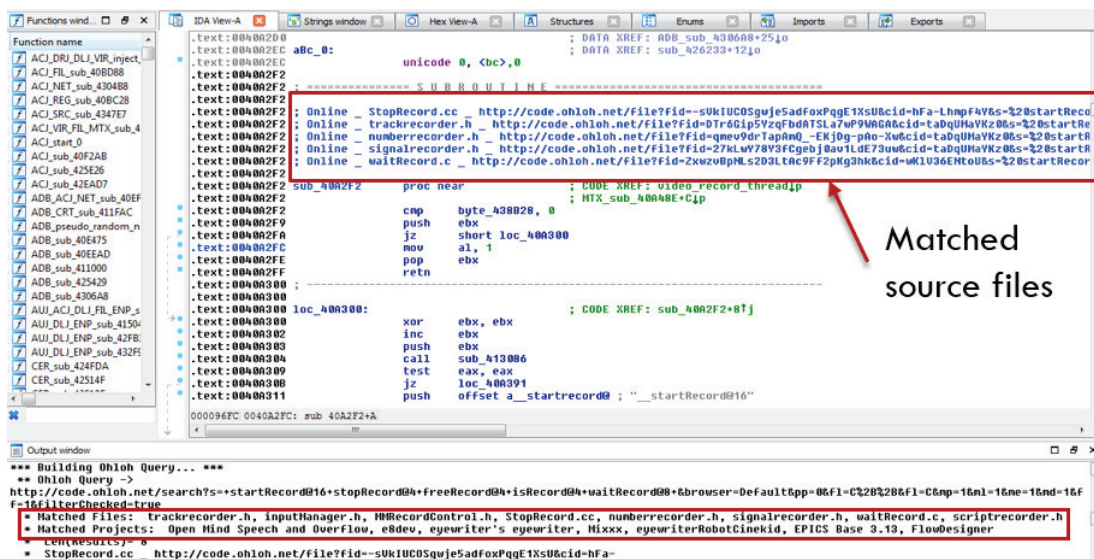 Functions wind...
IDA View-A
Strings window
Hex View-A
Structures
Enums
Imports
Exports
Function name
ACJ_DRJ_DLJ_VIR_inject_
ACJ_FIL_sub_40BD88
ACJ_NET_sub_4304B8
ACJ_REG_sub_40BC28
ACJ_SRC_sub_4347E7
ACJ_VIR_FIL_MTX_sub_4
ACJ_start_0
ACJ_sub_40F2AB
ACJ_sub_425E26
ACJ_sub_42EAD7
ADB_ACJ_NET_sub_40EF
ADB_CRT_sub_411FAC
ADB_pseudo_random_n
ADB_sub_40E475
ADB_sub_40EEAD
ADB_sub_411000
ADB_sub_425429
ADB_sub_4306A8
AUJ_ACJ_DLJ_FIL_ENP_s
AUJ_DLJ_ENP_sub_41504
AUJ_DLJ_ENP_sub_42FB
AUJ_DLJ_ENP_sub_432F9
CER_sub_424FDA
CER_sub_42514F
.text:0040A2D0 ; DATA XREF: ADB_sub_4306A8+25↓o
.text:0040A2EC aBc_0: ; DATA XREF: sub_426233+12↓o
.text:0040A2EC unicode 0, <bc>,0
.text:0040A2F2
.text:0040A2F2 ; =============== S U B R O U T I N E =======================================
.text:0040A2F2
.text:0040A2F2 ; Online _ StopRecord.cc _ http://code.ohloh.net/file?fid=-sVkIUCOSgwje5adfoxPqgE1XsU&cid=hFa-Lhmpf4Y&s=%20startReco
.text:0040A2F2 ; Online _ trackrecorder.h _ http://code.ohloh.net/file?fid=DTr6Gip5YzqFbdATSLa7wP9WAGA&cid=taDqUMaYKz0&s=%20startRe
.text:0040A2F2 ; Online _ numberrecorder.h _ http://code.ohloh.net/file?fid=qmev9drTapAmQ_-EKjDg-pAo-Xw&cid=taDqUMaYKz0&s=%20startR
.text:0040A2F2 ; Online _ signalrecorder.h _ http://code.ohloh.net/file?fid=27kLwY78Y3fCgebj0av1LdE73uw&cid=taDqUMaYKz0&s=%20startR
.text:0040A2F2 ; Online _ waitRecord.c _ http://code.ohloh.net/file?fid=ZxwzvBpNLs2D3LtAc9Ff2pKg3hk&cid=wKlV36EMtoU&s=%20startRecor
.text:0040A2F2
.text:0040A2F2 sub_40A2F2 proc near ; CODE XREF: video_record_thread↓p
.text:0040A2F2 ; MTX_sub_40A48E+C↓p
.text:0040A2F2 cmp byte_438B28, 0
.text:0040A2F9 push ebx
.text:0040A2FA jz short loc_40A300
.text:0040A2FC mov al, 1
.text:0040A2FE pop ebx
.text:0040A2FF retn
.text:0040A300 ; ---------------------------------------------------------------------------
.text:0040A300
.text:0040A300 loc_40A300: ; CODE XREF: sub_40A2F2+8↑j
.text:0040A300 xor ebx, ebx
.text:0040A302 inc ebx
.text:0040A303 push ebx
.text:0040A304 call sub_413086
.text:0040A309 test eax, eax
.text:0040A30B jz loc_40A391
.text:0040A311 push offset a__startrecord@ ; "__startRecord@16"
Matched
source files
000096FC 0040A2FC: sub 40A2F2+A
Output window
*** Building Ohloh Query... ***
** Ohloh Query ->
http://code.ohloh.net/search?s=+startRecord@16+stopRecord@4+freeRecord@4+isRecord@4+waitRecord@8+&browser=Default&pp=0&fl=C%2B%2B&fl=C&mp=1&ml=1&me=1&md=1&f
f=1&filterChecked=true
* Matched Files: trackrecorder.h, inputManager.h, MMRecordControl.h, StopRecord.cc, numberrecorder.h, signalrecorder.h, waitRecord.c, scriptrecorder.h
* Matched Projects: Open Mind Speech and Overflow, e8dev, eyewriter's eyewriter, Mixxx, eyewriterRobotCinekid, EPICS Base 3.13, FlowDesigner
* Len(Results)- 8
* StopRecord.cc _ http://code.ohloh.net/file?fid=-sVkIUCOSgwje5adfoxPqgE1XsU&cid=hFa-